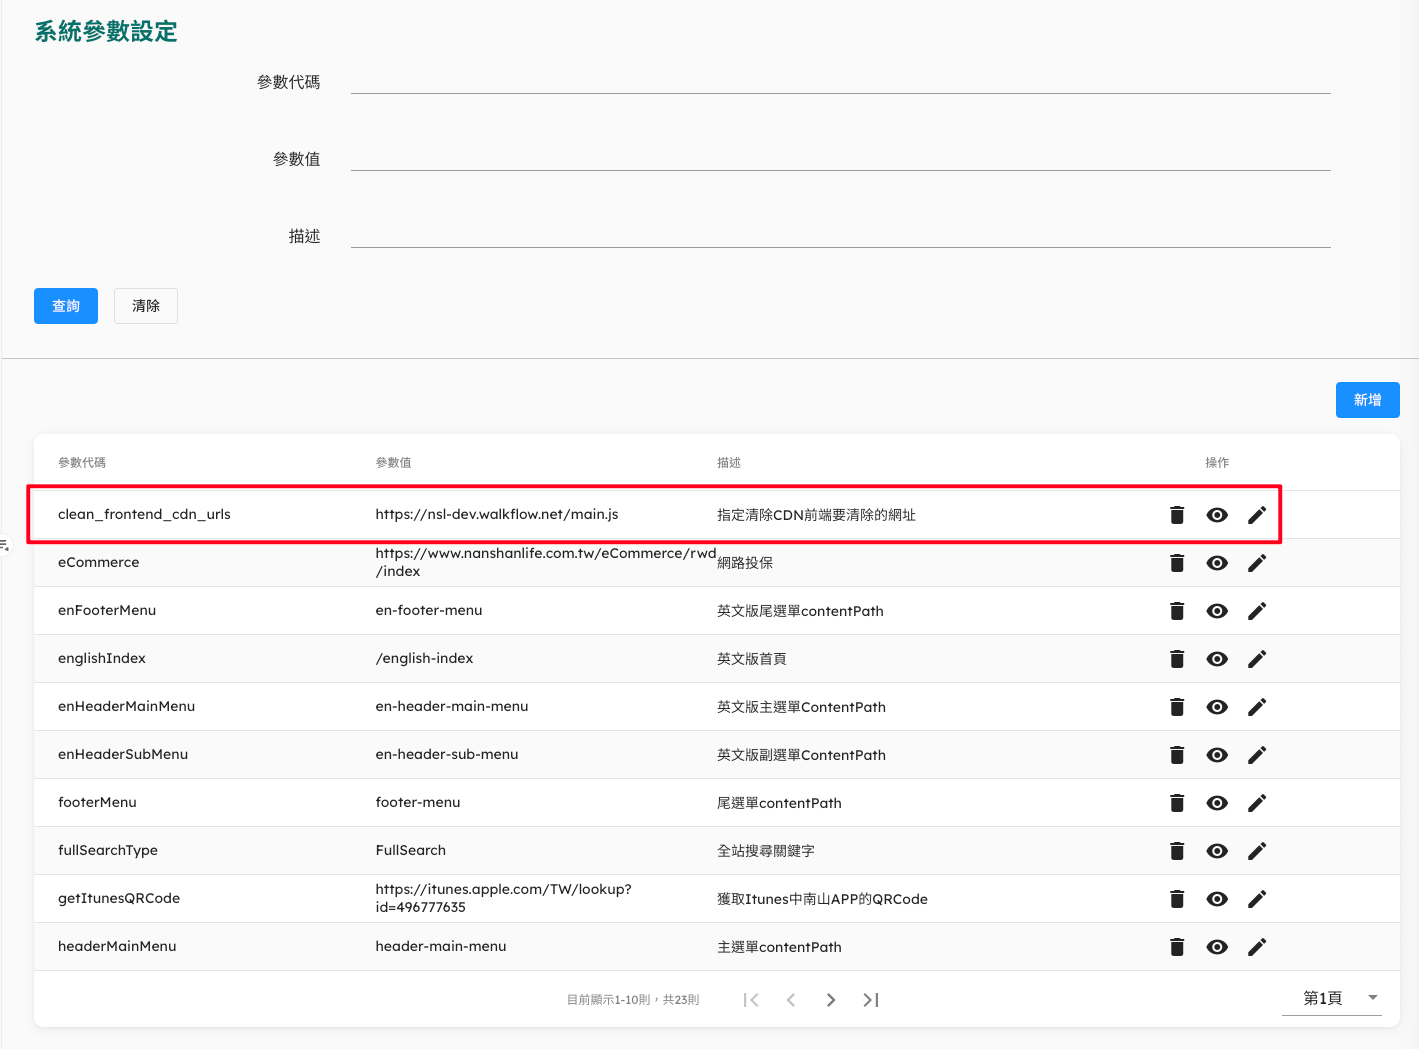 系統參數設定
參數代碼
參數值
描述
查詢 清除
新增
參數代碼 參數值 描述 操作
clean_frontend_cdn_urls https://nsl-dev.walkflow.net/main.js 指定清除CDN前端要清除的網址
eCommerce https://www.nanshanlife.com.tw/eCommerce/rwd
/index 網路投保
enFooterMenu en-footer-menu 英文版尾選單contentPath
englishIndex /english-index 英文版首頁
enHeaderMainMenu en-header-main-menu 英文版主選單ContentPath
enHeaderSubMenu en-header-sub-menu 英文版副選單ContentPath
footerMenu footer-menu 尾選單contentPath
fullSearchType FullSearch 全站搜尋關鍵字
getItunesQRCode https://itunes.apple.com/TW/lookup?
id=496777635 獲取Itunes中南山APP的QRCode
headerMainMenu header-main-menu 主選單contentPath
目前顯示1-10則，共23則 第1頁